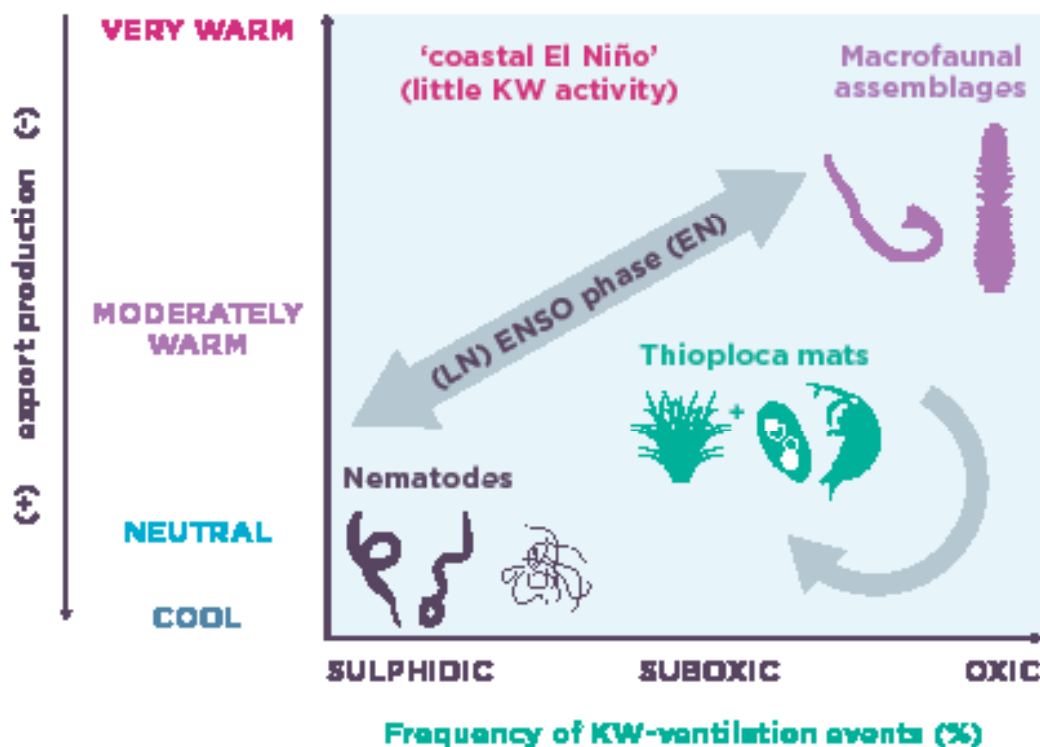 VERY WARM
'coastal El Niño'
(little KW activity)
Macrofaunal
assemblages
(-)
export production
(+)
MODERATELY
WARM
(LN) ENSO phase (EN)
Thioploca mats
+
Nematodes
NEUTRAL
COOL
SULPHIDIC
SUBOXIC
OXIC
Frequency of KW-ventilation events (%)